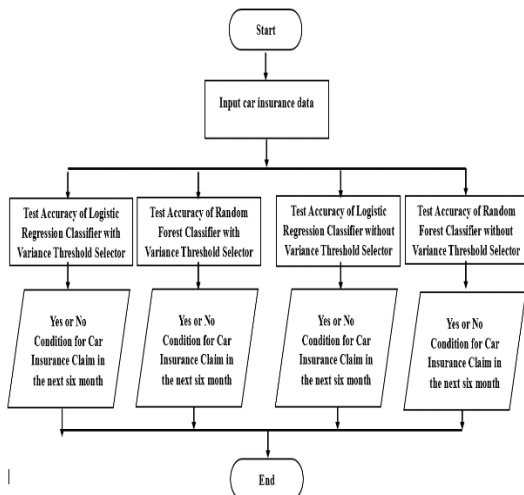 Start
Input car insurance data
Test Accuracy of Logistic
Regression Classifier with
Variance Threshold Selector
Test Accuracy of Random
Forest Classifier with
Variance Threshold Selector
Test Accuracy of Logistic
Regression Classifier without
Variance Threshold Selector
Test Accuracy of Random
Forest Classifier without
Variance Threshold Selector
Yes or No
Condition for Car
Insurance Claim in
the next six month
Yes or No
Condition for Car
Insurance Claim in
the next six month
Yes or No
Condition for Car
Insurance Claim in
the next six month
Yes or No
Condition for Car
Insurance Claim in
the next six month
End